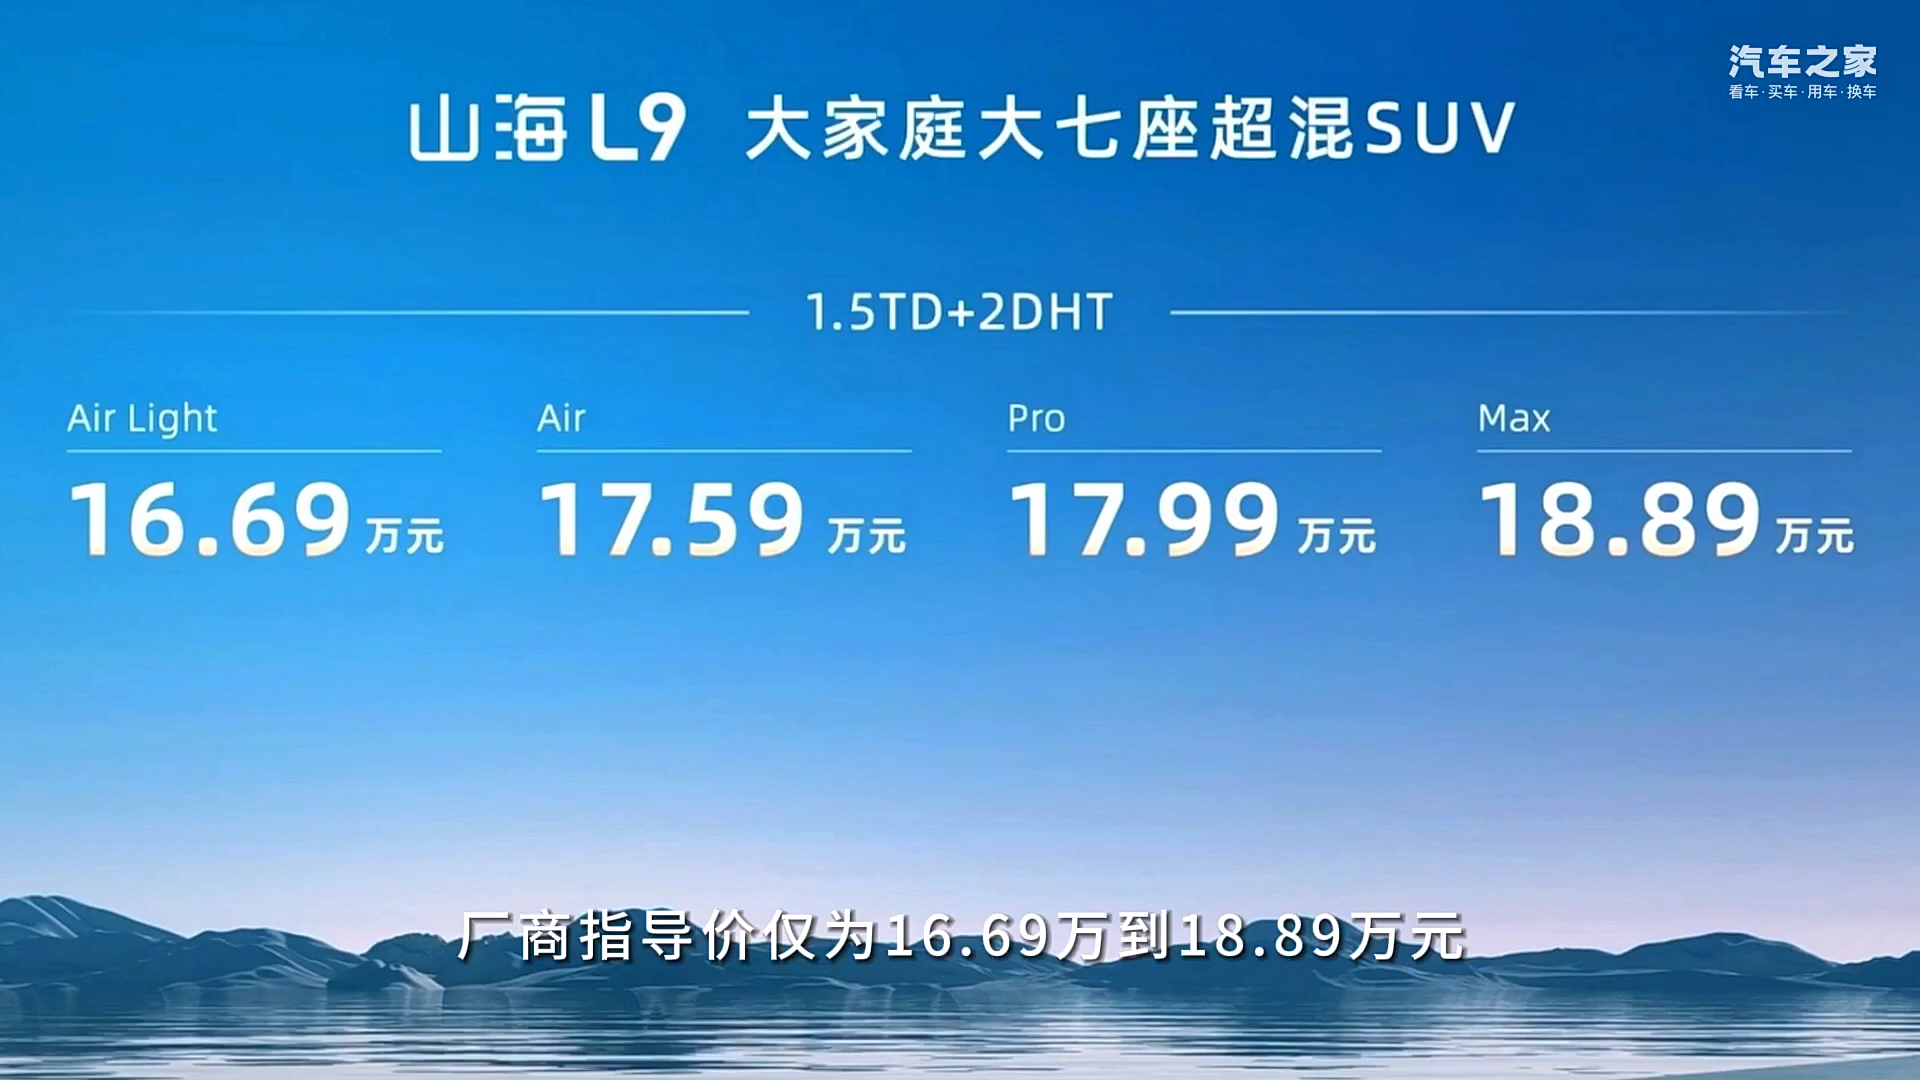 汽车之家
看车·买车·用车·换车
山海L9 大家庭大七座超混SUV
1.5TD+2DHT
Air Light
16.69万元
Air
17.59万元
Pro
17.99万元
Max
18.89万元
厂商指导价仅为16.69万到18.89万元